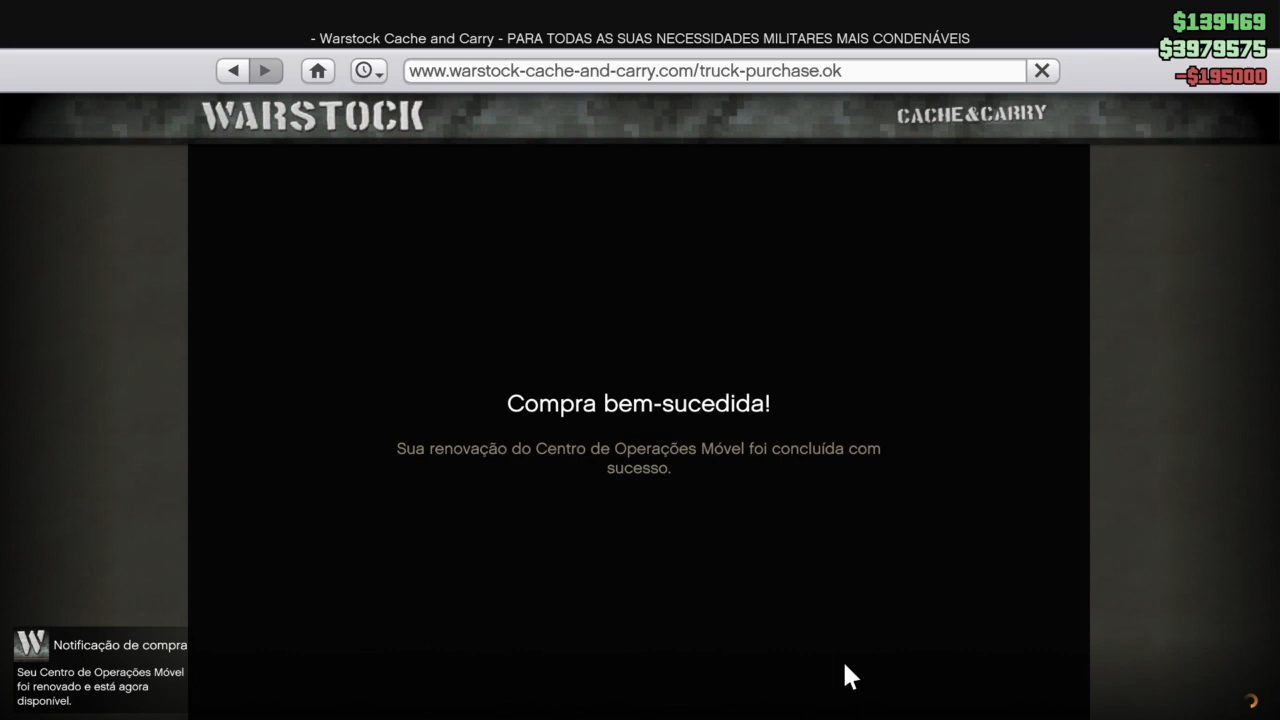 - Warstock Cache and Carry - PARA TODAS AS SUAS NECESSIDADES MILITARES MAIS CONDENÁVEIS
$139469
$3979575
-$195000
www.warstock-cache-and-carry.com/truck-purchase.ok
WARSTOCK
CACHE&CARRY
Compra bem-sucedida!
Sua renovação do Centro de Operações Móvel foi concluída com
sucesso.
W
Notificação de compra
Seu Centro de Operações Móvel
foi renovado e está agora
disponível.